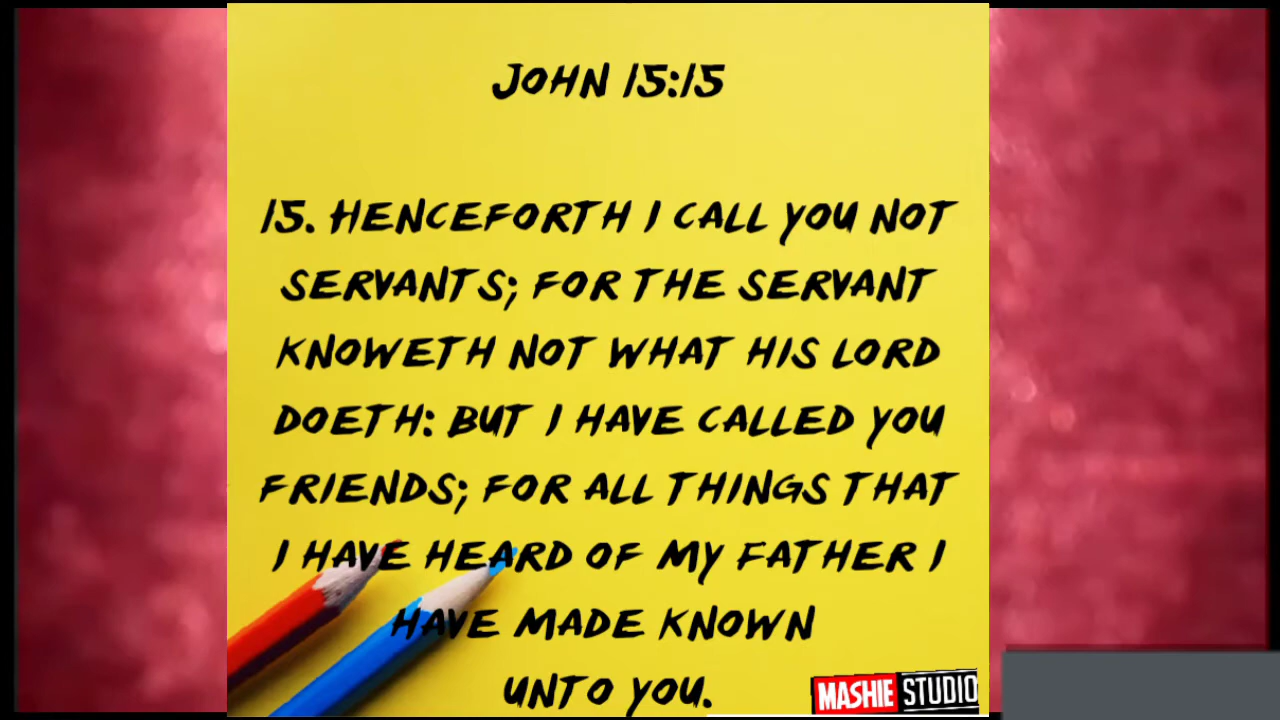 JOHN 15:15
15. HENCEFORTH I CALL YOU NOT
SERVANTS; FOR THE SERVANT
KNOWETH NOT WHAT HIS LORD
DOETH: BUT I HAVE CALLED YOU
FRIENDS; FOR ALL THINGS THAT
I HAVE HEARD OF MY FATHER I
HAVE MADE KNOWN
UNTO YOU.
MASHIE STUDIO